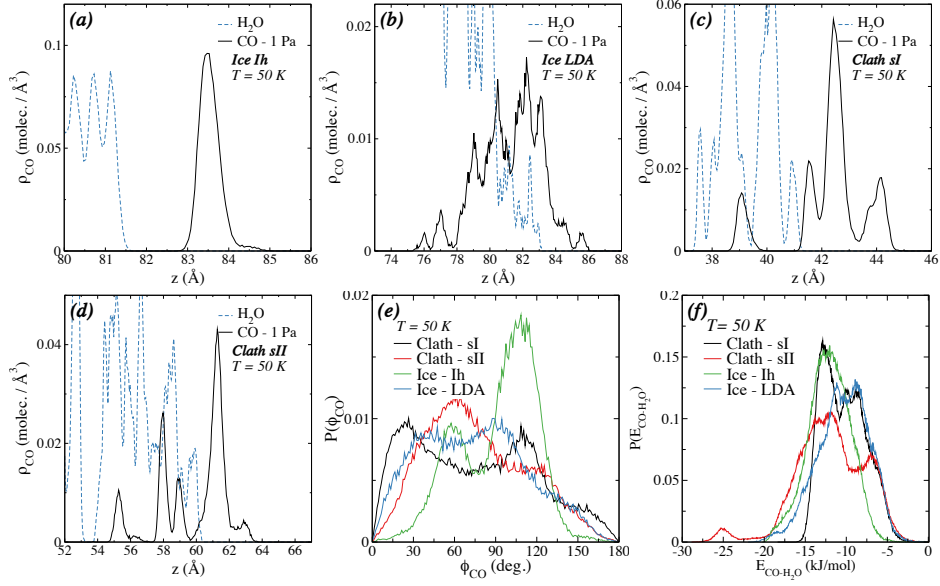 (a)
H₂O
CO - 1 Pa
Ice Ih
T = 50 K
ρCO (molec. / Å³)
0.1
0.05
0
80 81 82 83 84 85 86
z (Å)
(b)
H₂O
CO - 1 Pa
Ice LDA
T = 50 K
ρCO (molec. / Å³)
0.02
0.01
0
74 76 78 80 82 84 86 88
z (Å)
(c)
H₂O
CO - 1 Pa
Clath sI
T = 50 K
ρCO (molec. / Å³)
0.06
0.04
0.02
0
38 40 42 44 46
z (Å)
(d)
H₂O
CO - 1 Pa
Clath sII
T = 50 K
ρCO (molec. / Å³)
0.04
0.02
0
52 54 56 58 60 62 64 66
z (Å)
(e)
T = 50 K
Clath - sI
Clath - sII
Ice - Ih
Ice - LDA
P(ϕCO)
0.02
0.01
0
0 30 60 90 120 150 180
ϕCO (deg.)
(f)
T = 50 K
Clath - sI
Clath - sII
Ice - Ih
Ice - LDA
P(ECO-H₂O)
0.15
0.1
0.05
0
-30 -25 -20 -15 -10 -5 0
ECO-H₂O (kJ/mol)